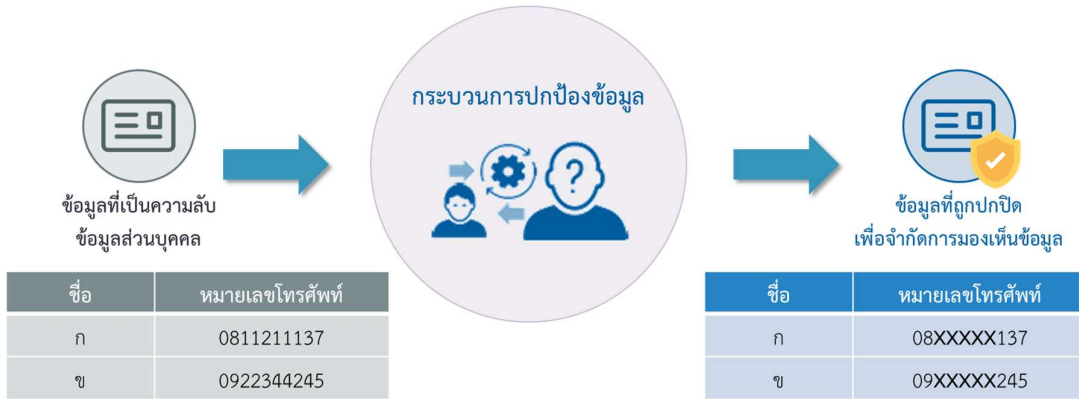 กระบวนการปกป้องข้อมูล
?
ข้อมูลที่เป็นความลับ
ข้อมูลส่วนบุคคล
ข้อมูลที่ถูกปกปิด
เพื่อจำกัดการมองเห็นข้อมูล
ชื่อ หมายเลขโทรศัพท์
ก 0811211137
ข 0922344245
ชื่อ หมายเลขโทรศัพท์
ก 08XXXXX137
ข 09XXXXX245